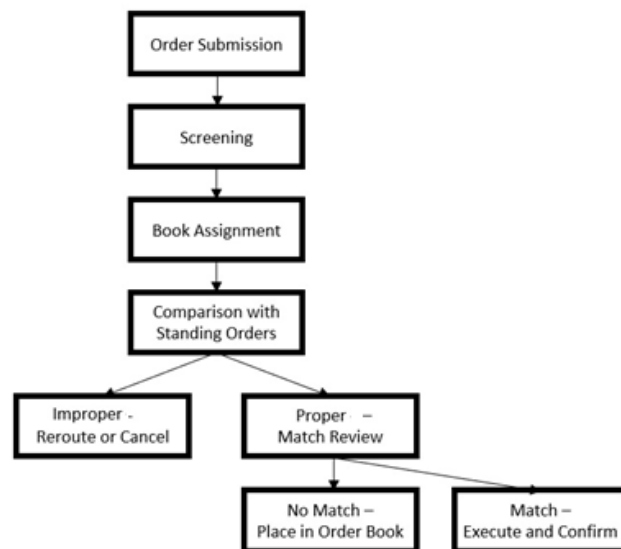 Order Submission
Screening
Book Assignment
Comparison with
Standing Orders
Improper -
Reroute or Cancel
Proper –
Match Review
No Match –
Place in Order Book
Match –
Execute and Confirm